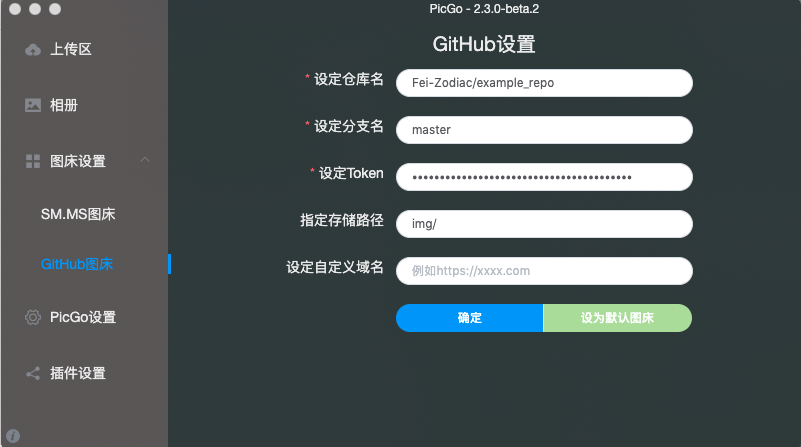 PicGo - 2.3.0-beta.2
上传区
相册
图床设置
SM.MS图床
GitHub图床
PicGo设置
插件设置
GitHub设置
* 设定仓库名
Fei-Zodiac/example_repo
* 设定分支名
master
* 设定Token
••••••••••••••••••••••••••••••••••••••••
指定存储路径
img/
设定自定义域名
例如https://xxxx.com
确定
设为默认图床